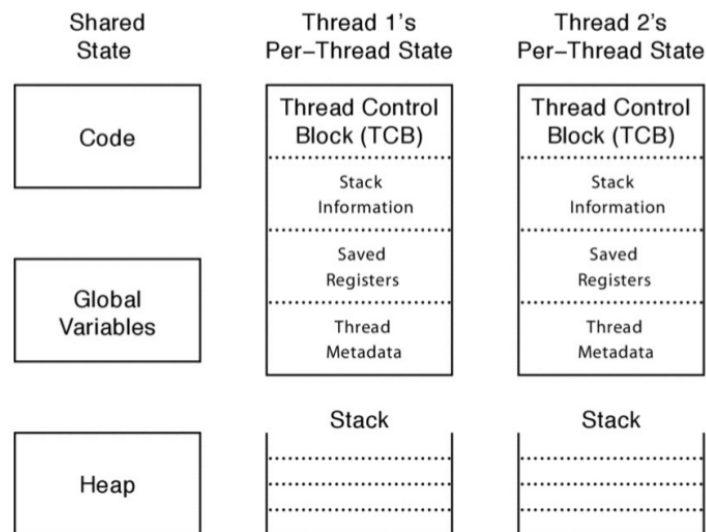 Shared
State
Thread 1's
Per–Thread State
Thread 2's
Per–Thread State
Code
Global
Variables
Heap
Thread Control
Block (TCB)
Stack
Information
Saved
Registers
Thread
Metadata
Stack
Thread Control
Block (TCB)
Stack
Information
Saved
Registers
Thread
Metadata
Stack